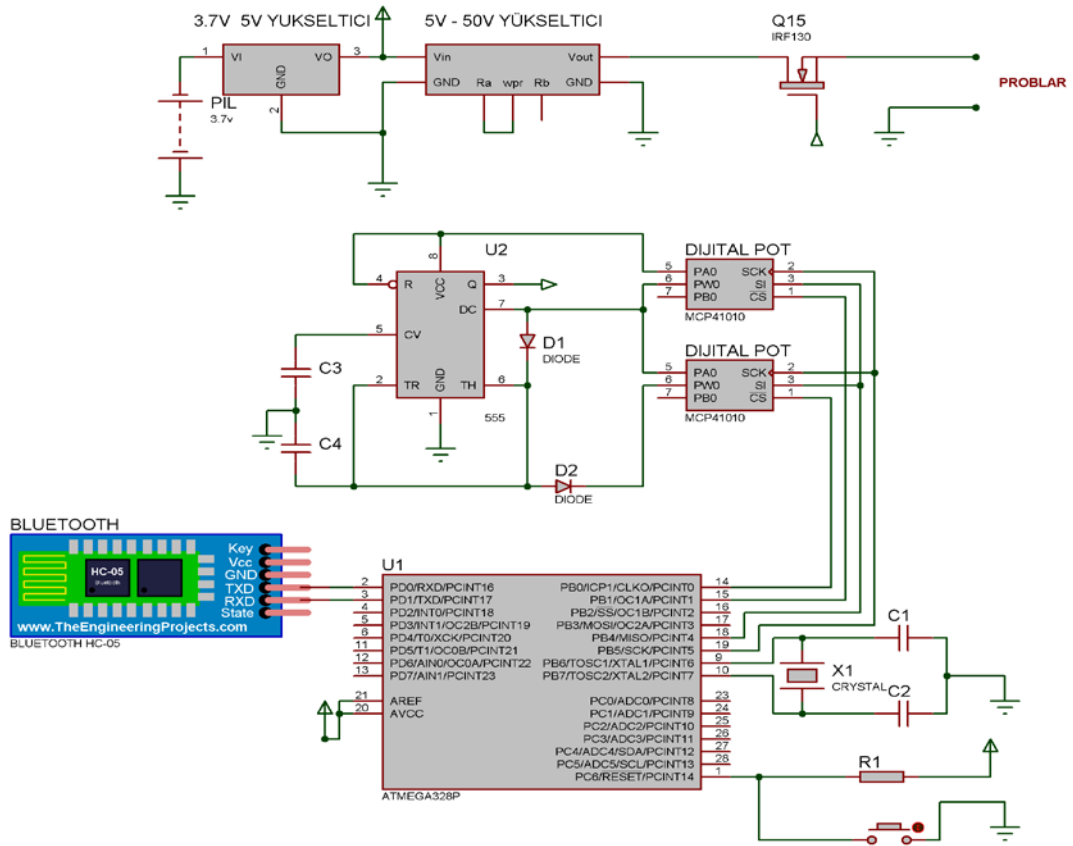 3.7V 5V YUKSELTICI
5V - 50V YÜKSELTICI
Q15
IRF130
1 VI VO 3
GND
2
PIL
3.7v
Vin Vout
GND Ra wpr Rb GND
PROBLAR
U2
4 R Q 3
8 VCC
DC 7
5 CV
2 TR TH 6
GND
1
555
C3
C4
D1
DIODE
D2
DIODE
DIJITAL POT
5 PA0 SCK 2
6 PW0 SI 3
7 PB0 CS 1
MCP41010
DIJITAL POT
5 PA0 SCK 2
6 PW0 SI 3
7 PB0 CS 1
MCP41010
BLUETOOTH
HC-05
Bluetooth
Key
Vcc
GND
TXD
RXD
State
www.TheEngineeringProjects.com
BLUETOOTH HC-05
U1
2 PD0/RXD/PCINT16 PB0/ICP1/CLKO/PCINT0 14
3 PD1/TXD/PCINT17 PB1/OC1A/PCINT1 15
4 PD2/INT0/PCINT18 PB2/SS/OC1B/PCINT2 16
5 PD3/INT1/OC2B/PCINT19 PB3/MOSI/OC2A/PCINT3 17
6 PD4/T0/XCK/PCINT20 PB4/MISO/PCINT4 18
11 PD5/T1/OC0B/PCINT21 PB5/SCK/PCINT5 19
12 PD6/AIN0/OC0A/PCINT22 PB6/TOSC1/XTAL1/PCINT6 9
13 PD7/AIN1/PCINT23 PB7/TOSC2/XTAL2/PCINT7 10
21 AREF PC0/ADC0/PCINT8 23
20 AVCC PC1/ADC1/PCINT9 24
PC2/ADC2/PCINT10 25
PC3/ADC3/PCINT11 26
PC4/ADC4/SDA/PCINT12 27
PC5/ADC5/SCL/PCINT13 28
PC6/RESET/PCINT14 1
ATMEGA328P
C1
X1
CRYSTAL
C2
R1